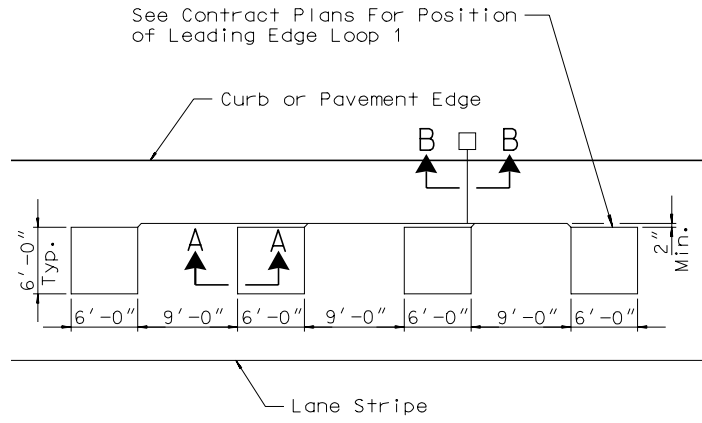 See Contract Plans For Position
of Leading Edge Loop 1
Curb or Pavement Edge
B B
A A
6'-0"
Typ.
2"
Min.
6'-0" 9'-0" 6'-0" 9'-0" 6'-0" 9'-0" 6'-0"
Lane Stripe